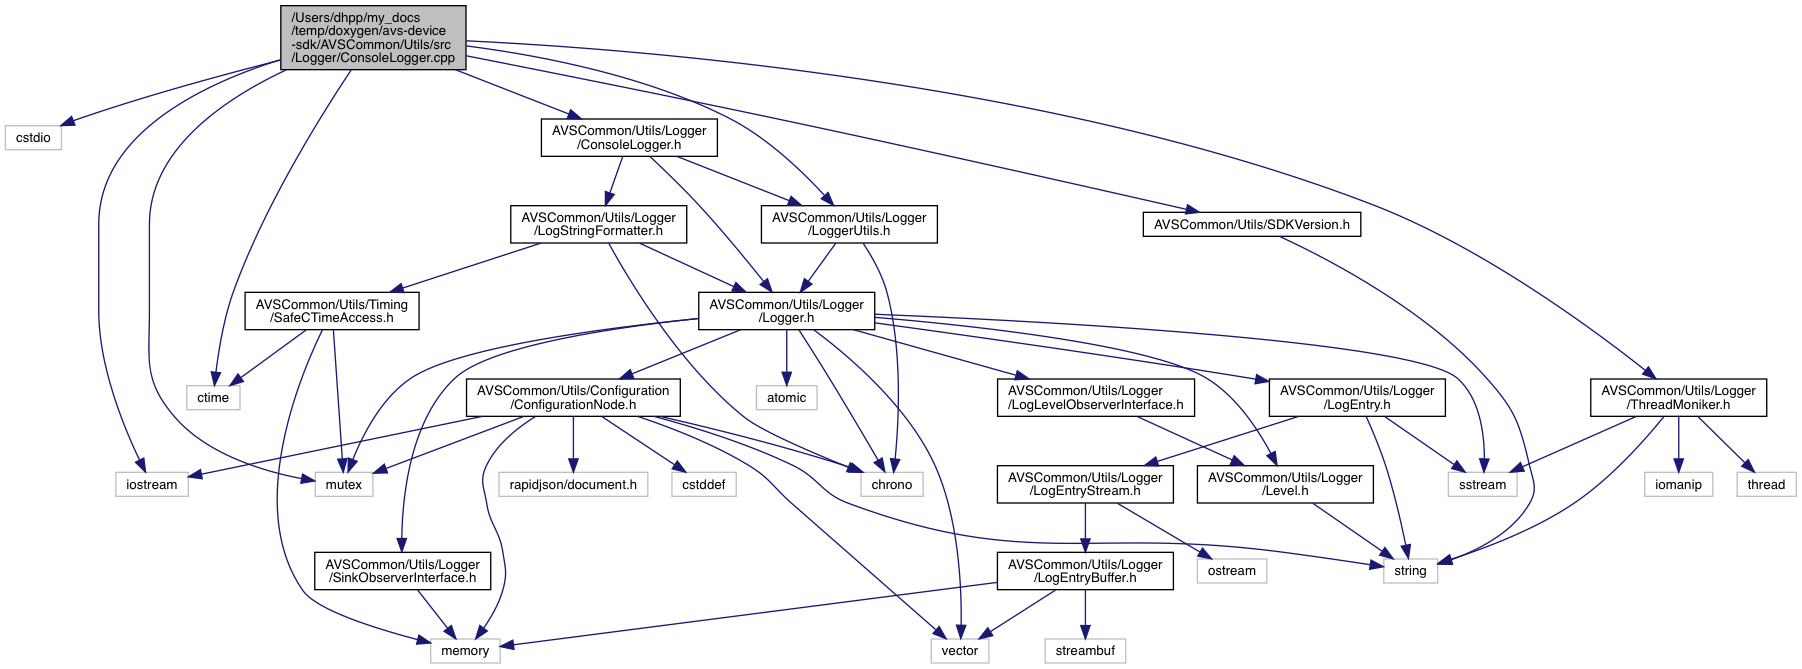 /Users/dhpp/my_docs
/temp/doxygen/avs-device
-sdk/AVSCommon/Utils/src
/Logger/ConsoleLogger.cpp
cstdio
AVSCommon/Utils/Logger
/ConsoleLogger.h
AVSCommon/Utils/Logger
/LogStringFormatter.h
AVSCommon/Utils/Logger
/LoggerUtils.h
AVSCommon/Utils/SDKVersion.h
AVSCommon/Utils/Timing
/SafeCTimeAccess.h
AVSCommon/Utils/Logger
/Logger.h
ctime
AVSCommon/Utils/Configuration
/ConfigurationNode.h
atomic
AVSCommon/Utils/Logger
/LogLevelObserverInterface.h
AVSCommon/Utils/Logger
/LogEntry.h
AVSCommon/Utils/Logger
/ThreadMoniker.h
iostream
mutex
rapidjson/document.h
cstddef
chrono
AVSCommon/Utils/Logger
/LogEntryStream.h
AVSCommon/Utils/Logger
/Level.h
sstream
iomanip
thread
AVSCommon/Utils/Logger
/SinkObserverInterface.h
AVSCommon/Utils/Logger
/LogEntryBuffer.h
ostream
string
memory
vector
streambuf